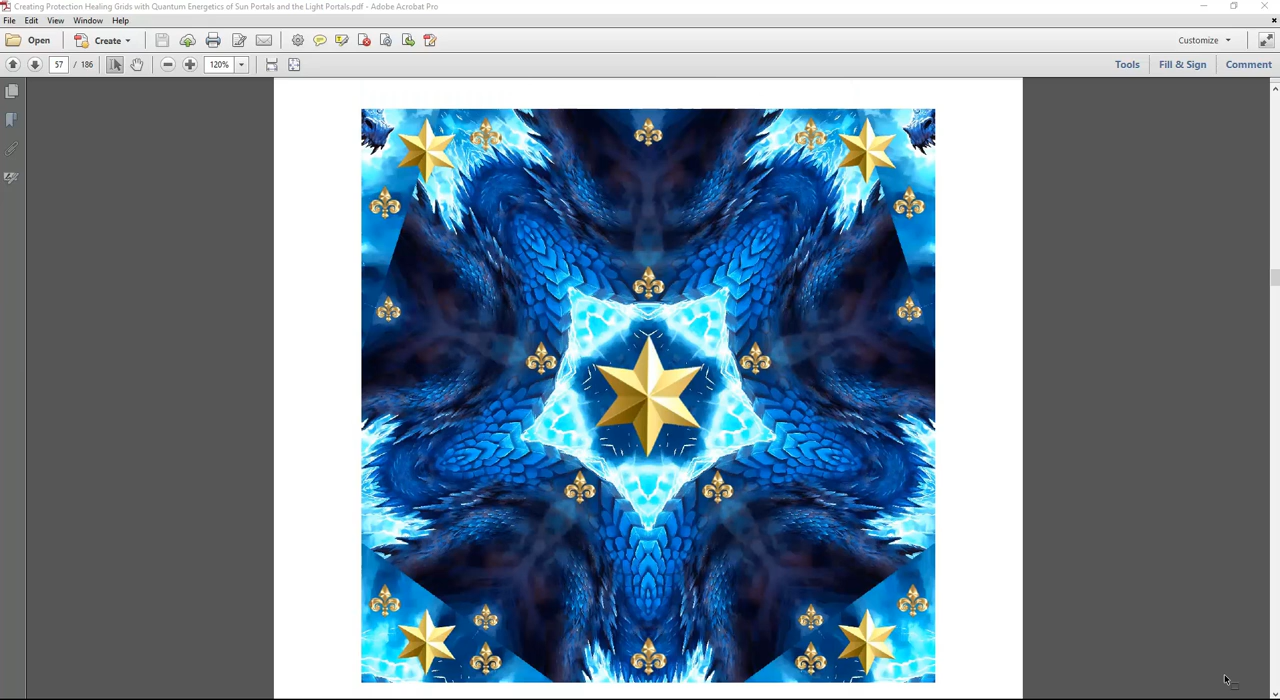 Creating Protection Healing Grids with Quantum Energetics of Sun Portals and the Light Portals.pdf - Adobe Acrobat Pro
File Edit View Window Help
Open Create Customize
57 / 186 120% Tools Fill & Sign Comment